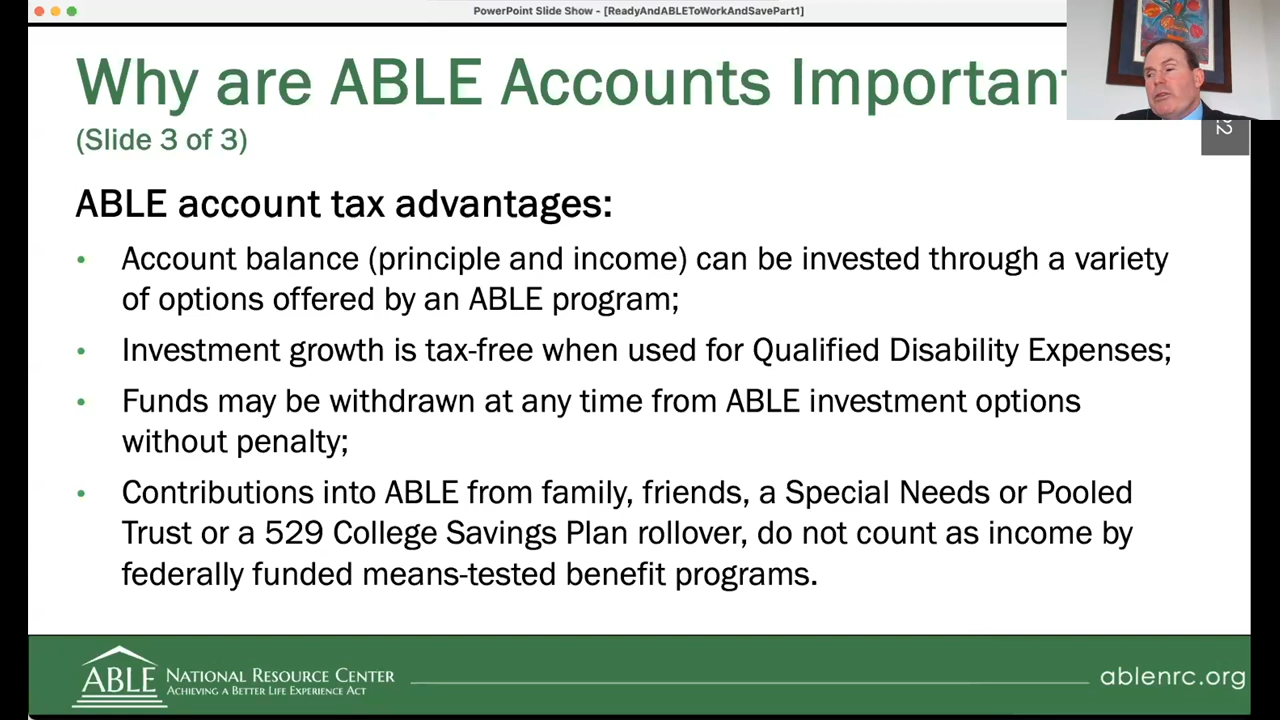 PowerPoint Slide Show - [ReadyAndABLEToWorkAndSavePart1]
Why are ABLE Accounts Important
(Slide 3 of 3)
22
ABLE account tax advantages:
• Account balance (principle and income) can be invested through a variety
of options offered by an ABLE program;
• Investment growth is tax-free when used for Qualified Disability Expenses;
• Funds may be withdrawn at any time from ABLE investment options
without penalty;
• Contributions into ABLE from family, friends, a Special Needs or Pooled
Trust or a 529 College Savings Plan rollover, do not count as income by
federally funded means-tested benefit programs.
ABLE NATIONAL RESOURCE CENTER
ACHIEVING A BETTER LIFE EXPERIENCE ACT
ablenrc.org